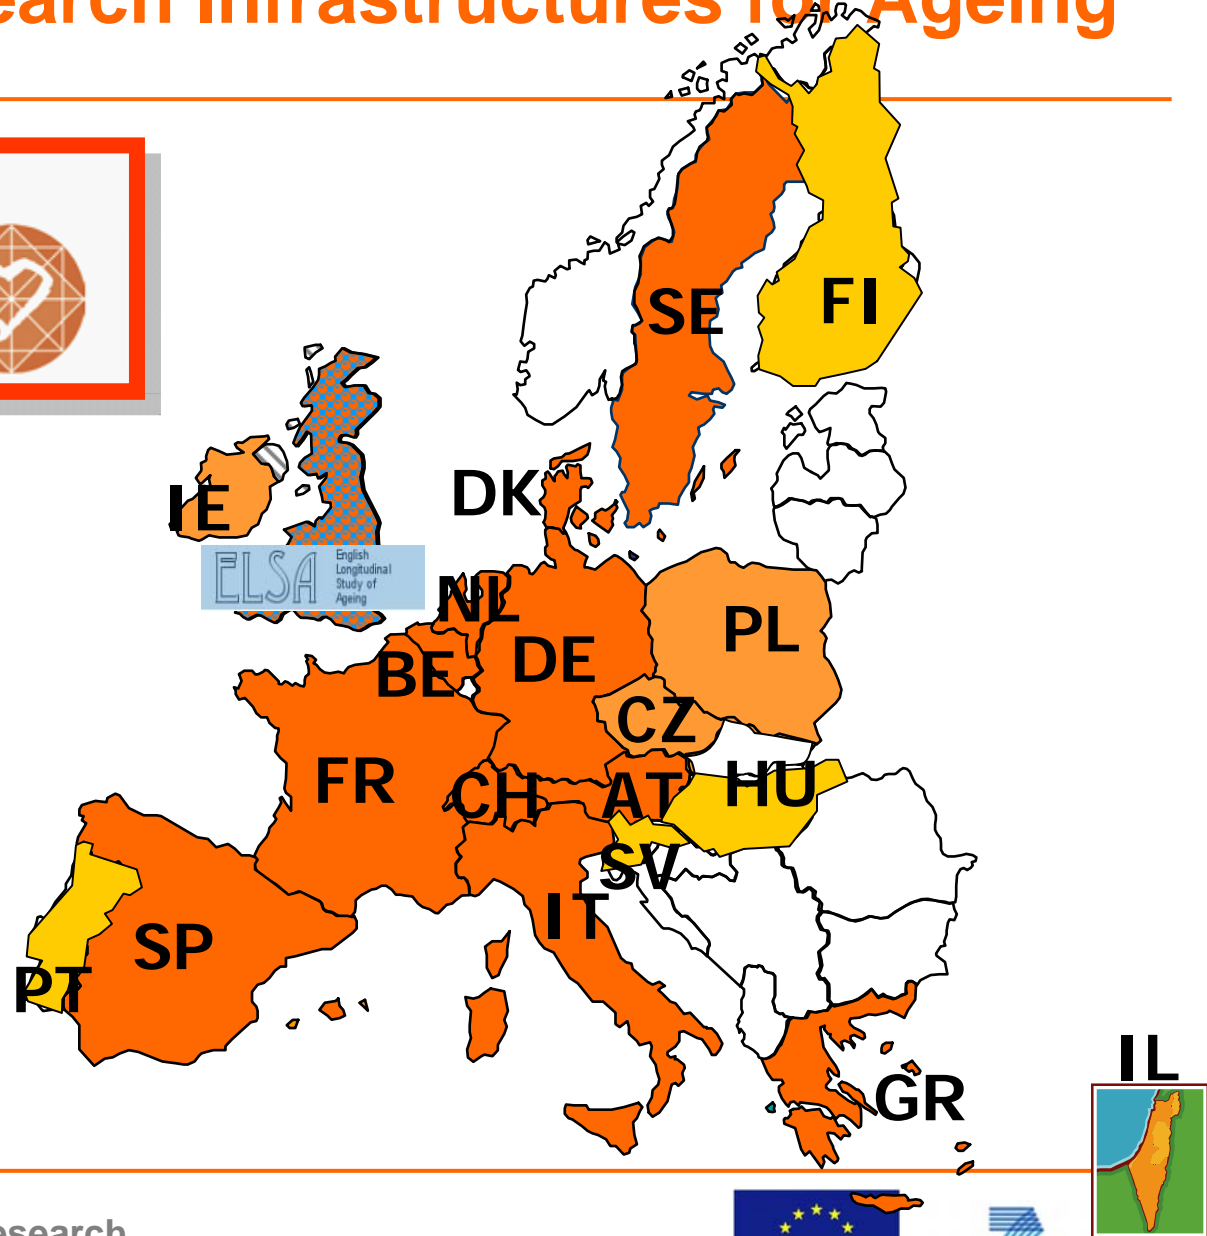 earch Infrastructures for Ageing
SE
FI
DK
IE
ELSA
English
Longitudinal
Study of
Ageing
NL
PL
DE
BE
CZ
FR
CH
AT
HU
SV
IT
SP
PT
IL
GR
esearch